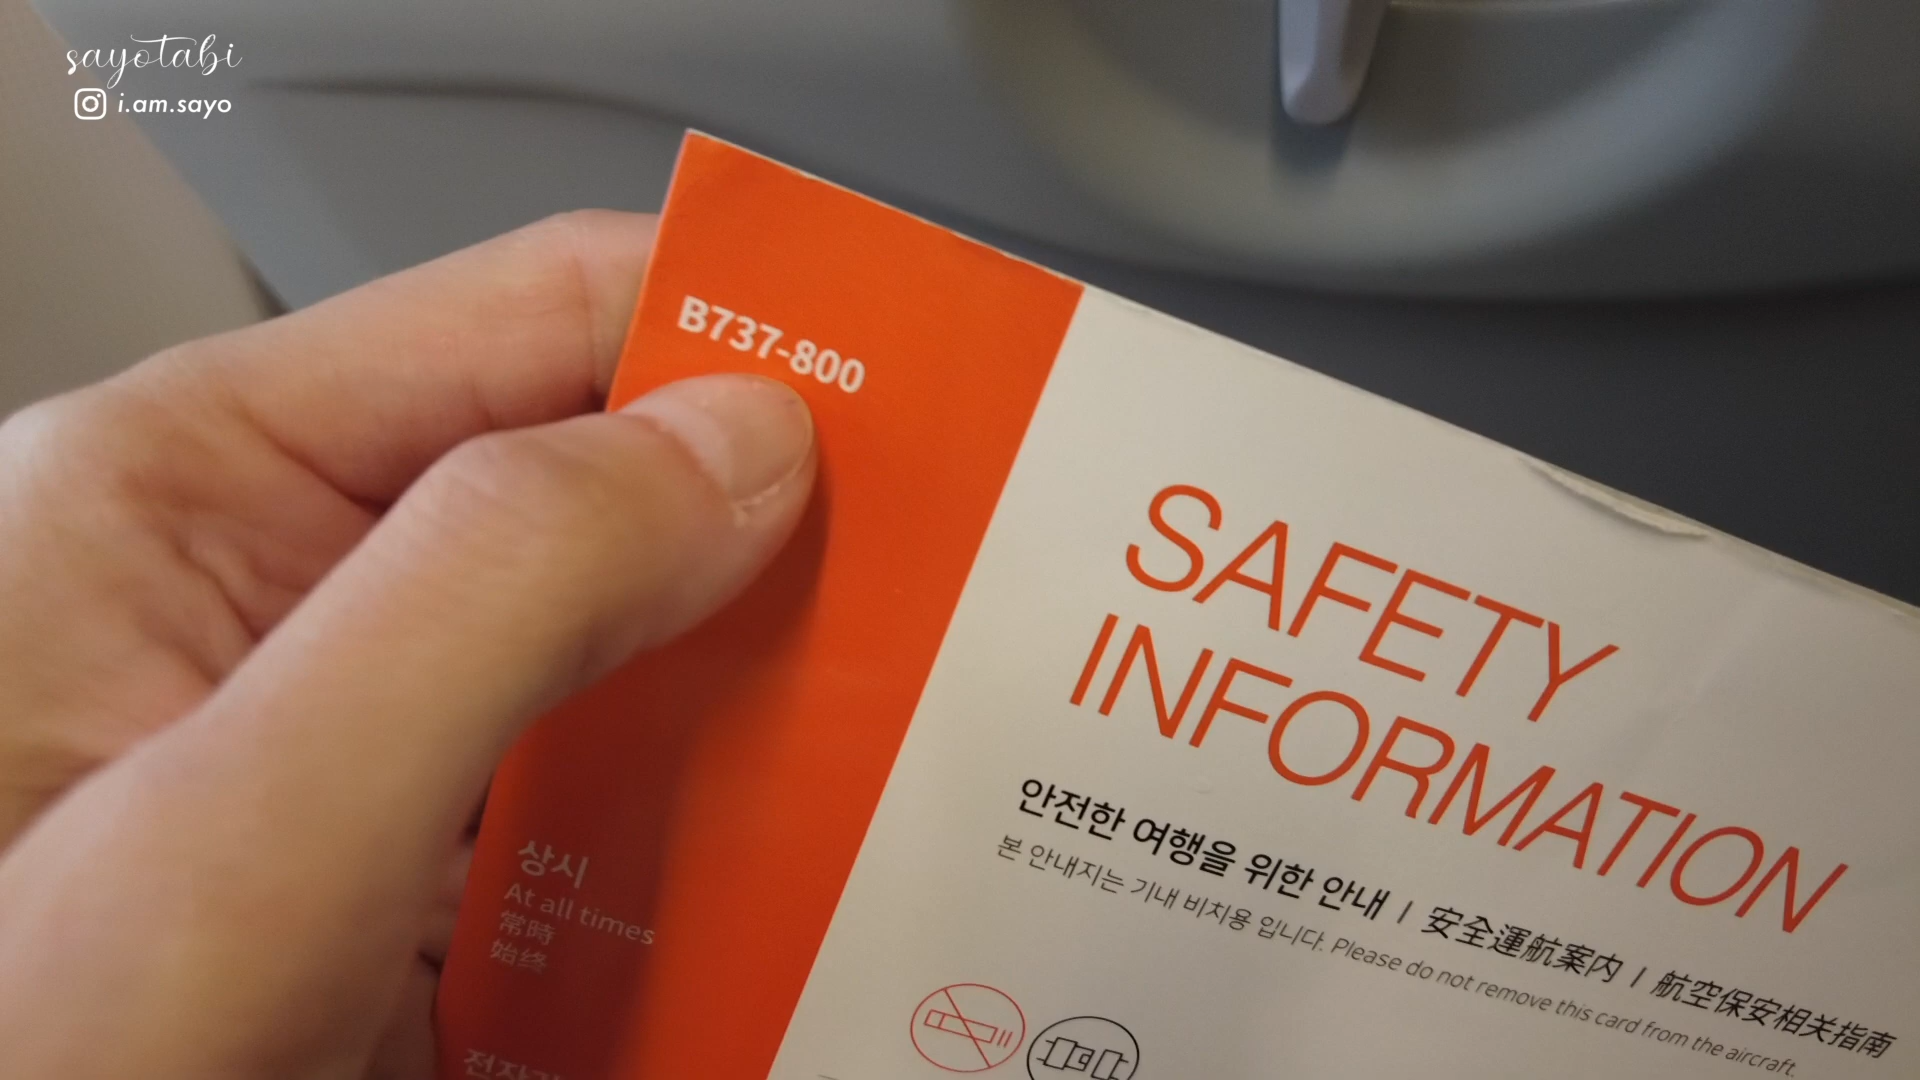 sayotabi
i.am.sayo
B737-800
SAFETY
INFORMATION
안전한 여행을 위한 안내 | 安全運航案内 | 航空保安相关指南
본 안내지는 기내 비치용 입니다. Please do not remove this card from the aircraft.
상시
At all times
常時
始终